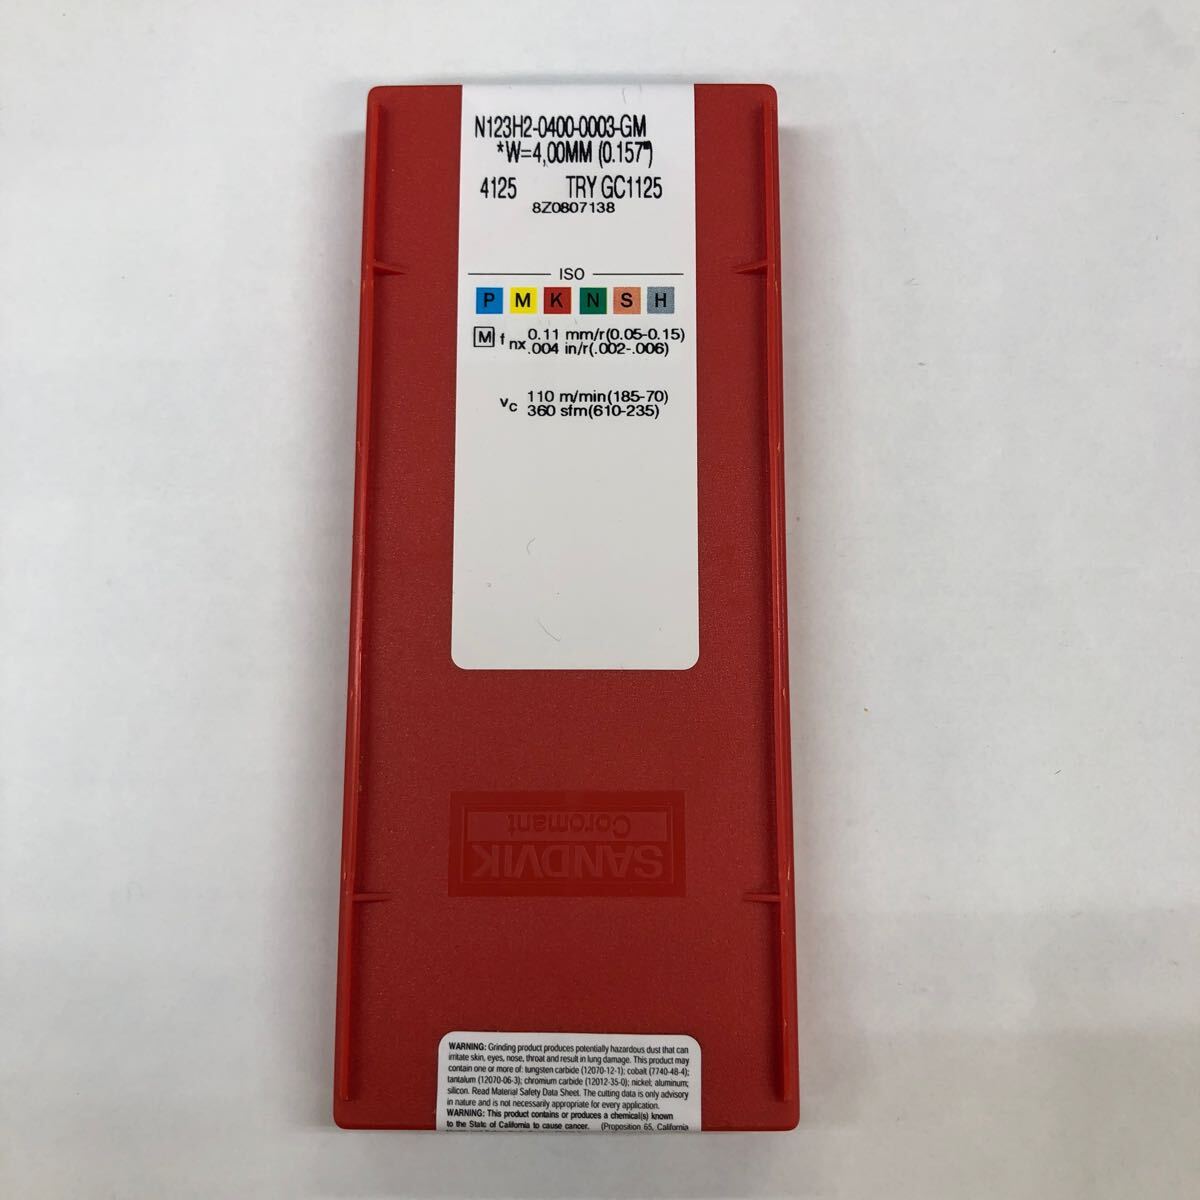 N123H2-0400-0003-GM
*W=4,00MM (0.157")
4125 TRY GC1125
8Z0807138
ISO
P M K N S H
M fnx 0.11 mm/r(0.05-0.15)
.004 in/r(.002-.006)
vc 110 m/min(185-70)
360 sfm(610-235)
SANDVIK
Coromant
WARNING: Grinding product produces potentially hazardous dust that can
irritate skin, eyes, nose, throat and result in lung damage. This product may
contain one or more of: tungsten carbide (12070-12-1); cobalt (7740-48-4);
tantalum (12070-06-3); chromium carbide (12012-35-0); nickel; aluminum;
silicon. Read Material Safety Data Sheet. The cutting data is only advisory
in nature and is not necessarily appropriate for every application.
WARNING: This product contains or produces a chemical(s) known
to the State of California to cause cancer. (Proposition 65, California